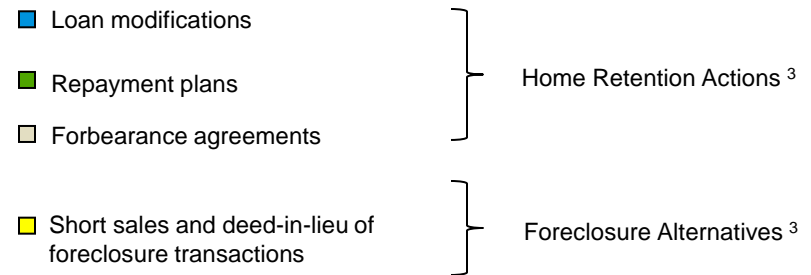 Loan modifications
Repayment plans
Home Retention Actions 3
Forbearance agreements
Short sales and deed-in-lieu of
foreclosure transactions
Foreclosure Alternatives 3